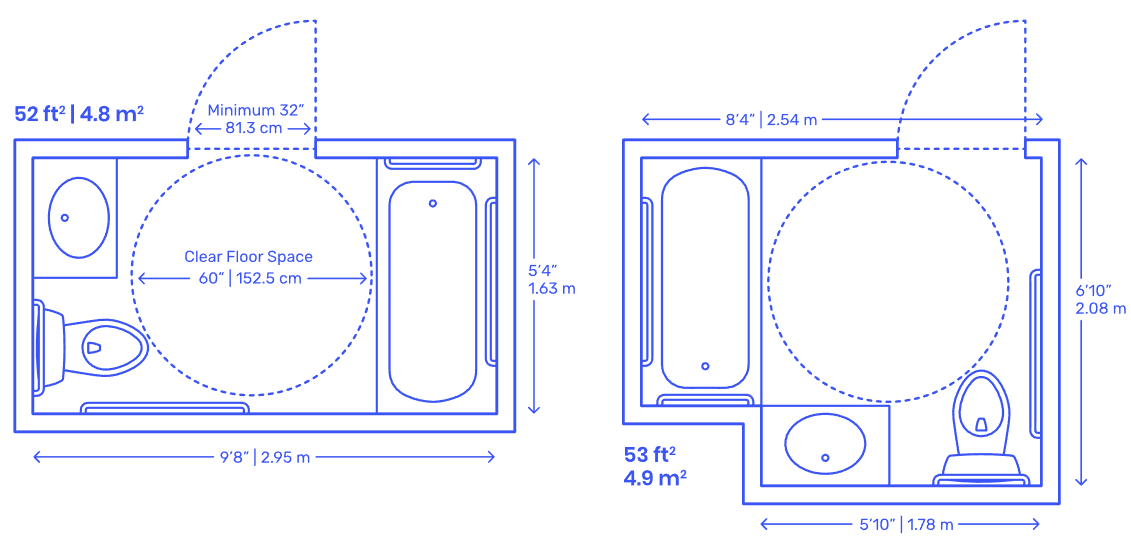 52 ft² | 4.8 m²
Minimum 32”
81.3 cm
Clear Floor Space
60” | 152.5 cm
5’4”
1.63 m
9’8” | 2.95 m
8’4” | 2.54 m
6’10”
2.08 m
53 ft²
4.9 m²
5’10” | 1.78 m